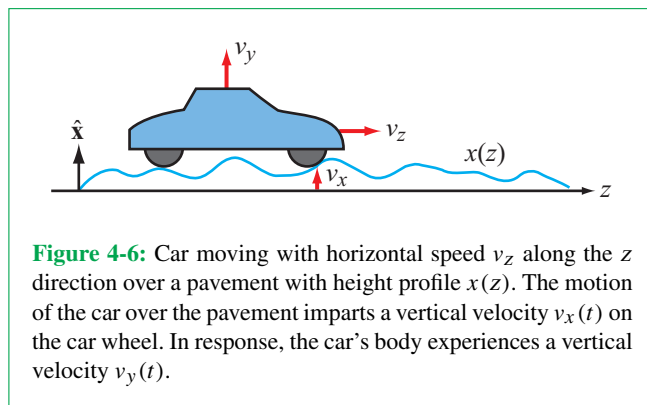 v_y
x̂
v_z
x(z)
v_x
z
Figure 4-6: Car moving with horizontal speed v_z along the z
direction over a pavement with height profile x(z). The motion
of the car over the pavement imparts a vertical velocity v_x(t) on
the car wheel. In response, the car's body experiences a vertical
velocity v_y(t).